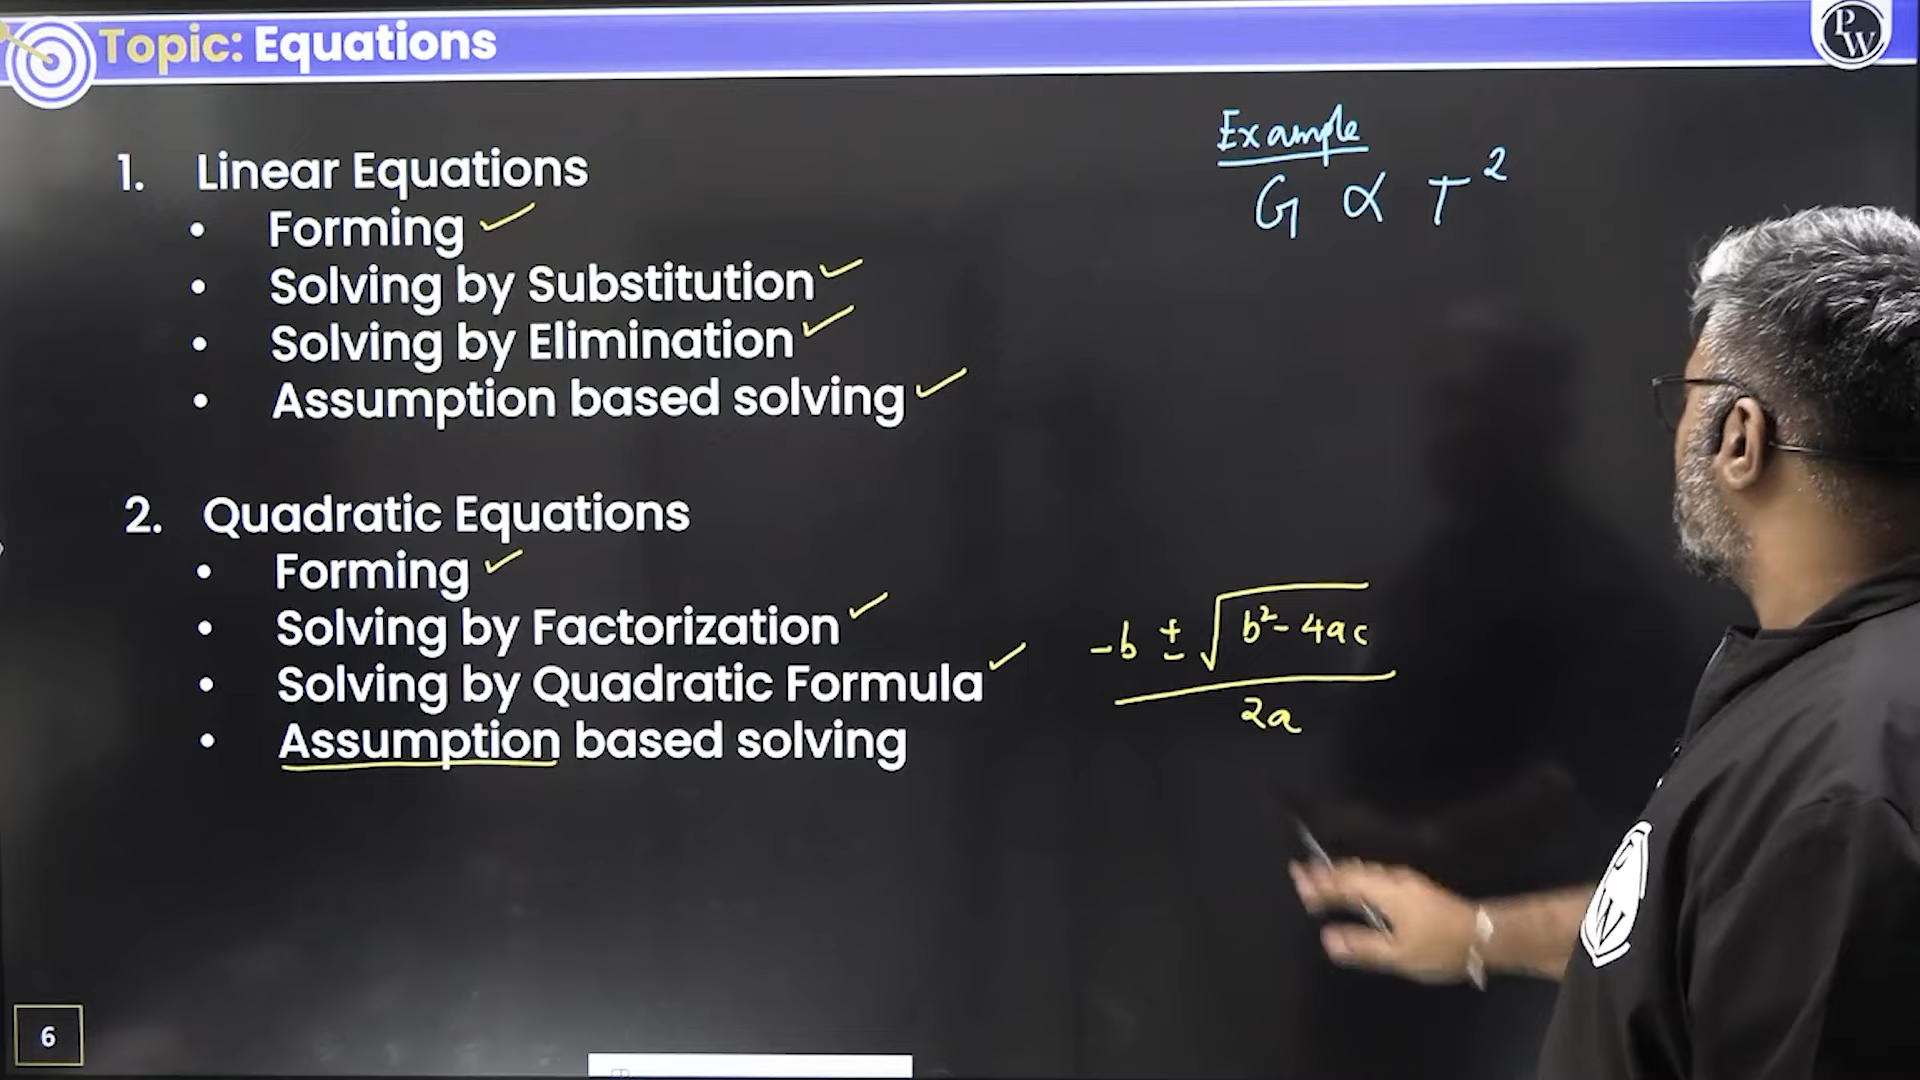 Topic: Equations
PW
Example
G ∝ T²
1. Linear Equations
• Forming ✓
• Solving by Substitution ✓
• Solving by Elimination ✓
• Assumption based solving ✓
2. Quadratic Equations
• Forming ✓
• Solving by Factorization ✓
• Solving by Quadratic Formula ✓
• Assumption based solving
-b ± √b²-4ac
2a
6